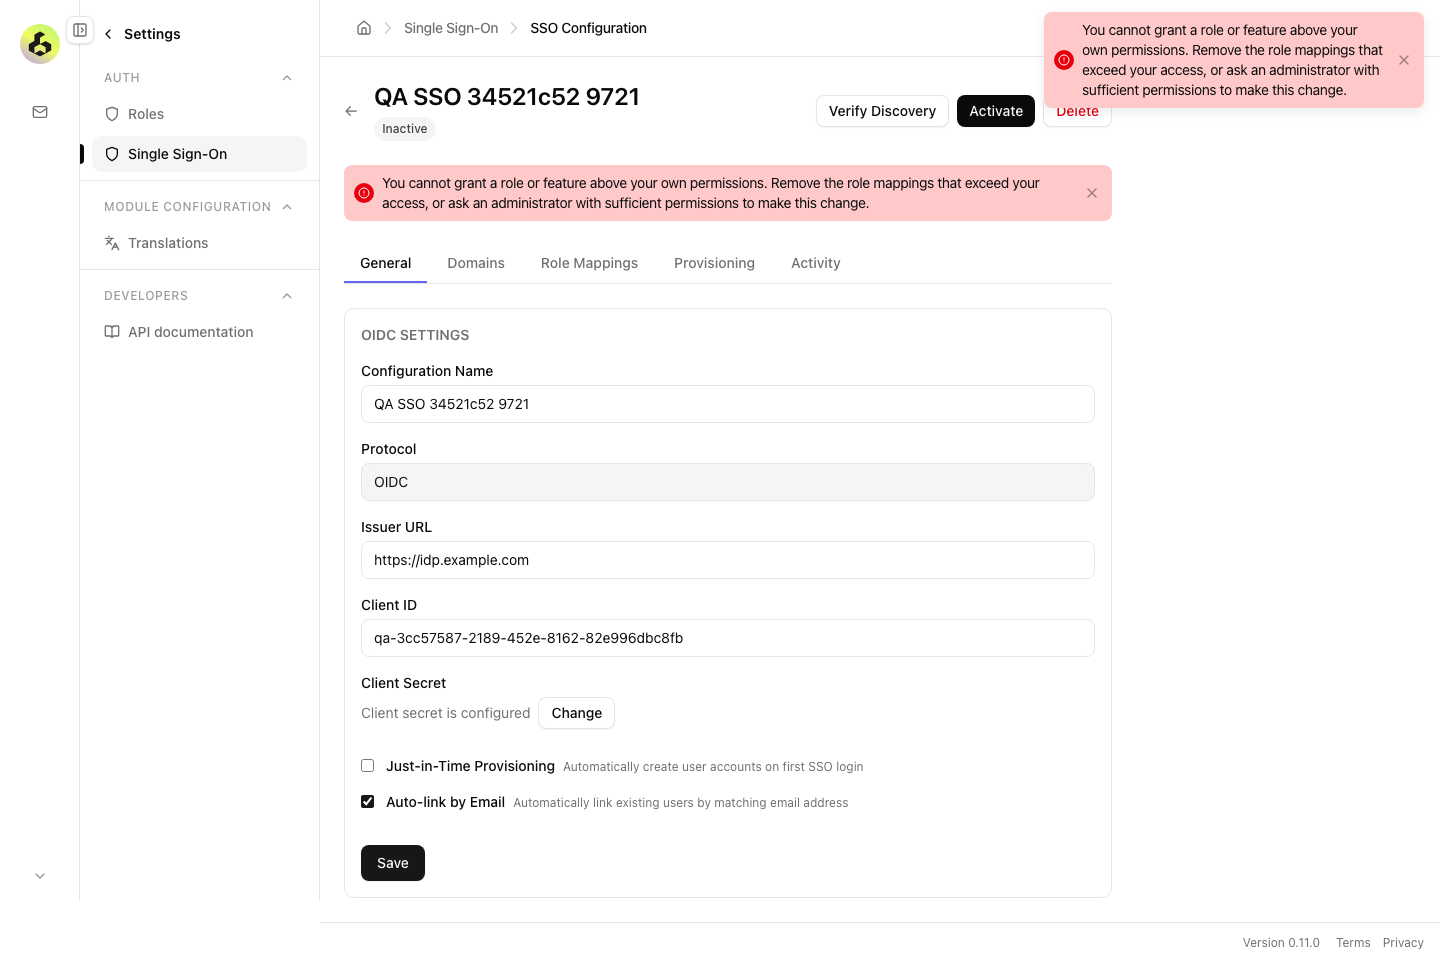 Settings
AUTH
Roles
Single Sign-On
MODULE CONFIGURATION
Translations
DEVELOPERS
API documentation
Single Sign-On
SSO Configuration
You cannot grant a role or feature above your
own permissions. Remove the role mappings that
exceed your access, or ask an administrator with
sufficient permissions to make this change.
QA SSO 34521c52 9721
Inactive
Verify Discovery
Activate
Delete
You cannot grant a role or feature above your own permissions. Remove the role mappings that exceed your
access, or ask an administrator with sufficient permissions to make this change.
General
Domains
Role Mappings
Provisioning
Activity
OIDC SETTINGS
Configuration Name
QA SSO 34521c52 9721
Protocol
OIDC
Issuer URL
https://idp.example.com
Client ID
qa-3cc57587-2189-452e-8162-82e996dbc8fb
Client Secret
Client secret is configured
Change
Just-in-Time Provisioning Automatically create user accounts on first SSO login
Auto-link by Email Automatically link existing users by matching email address
Save
Version 0.11.0
Terms
Privacy